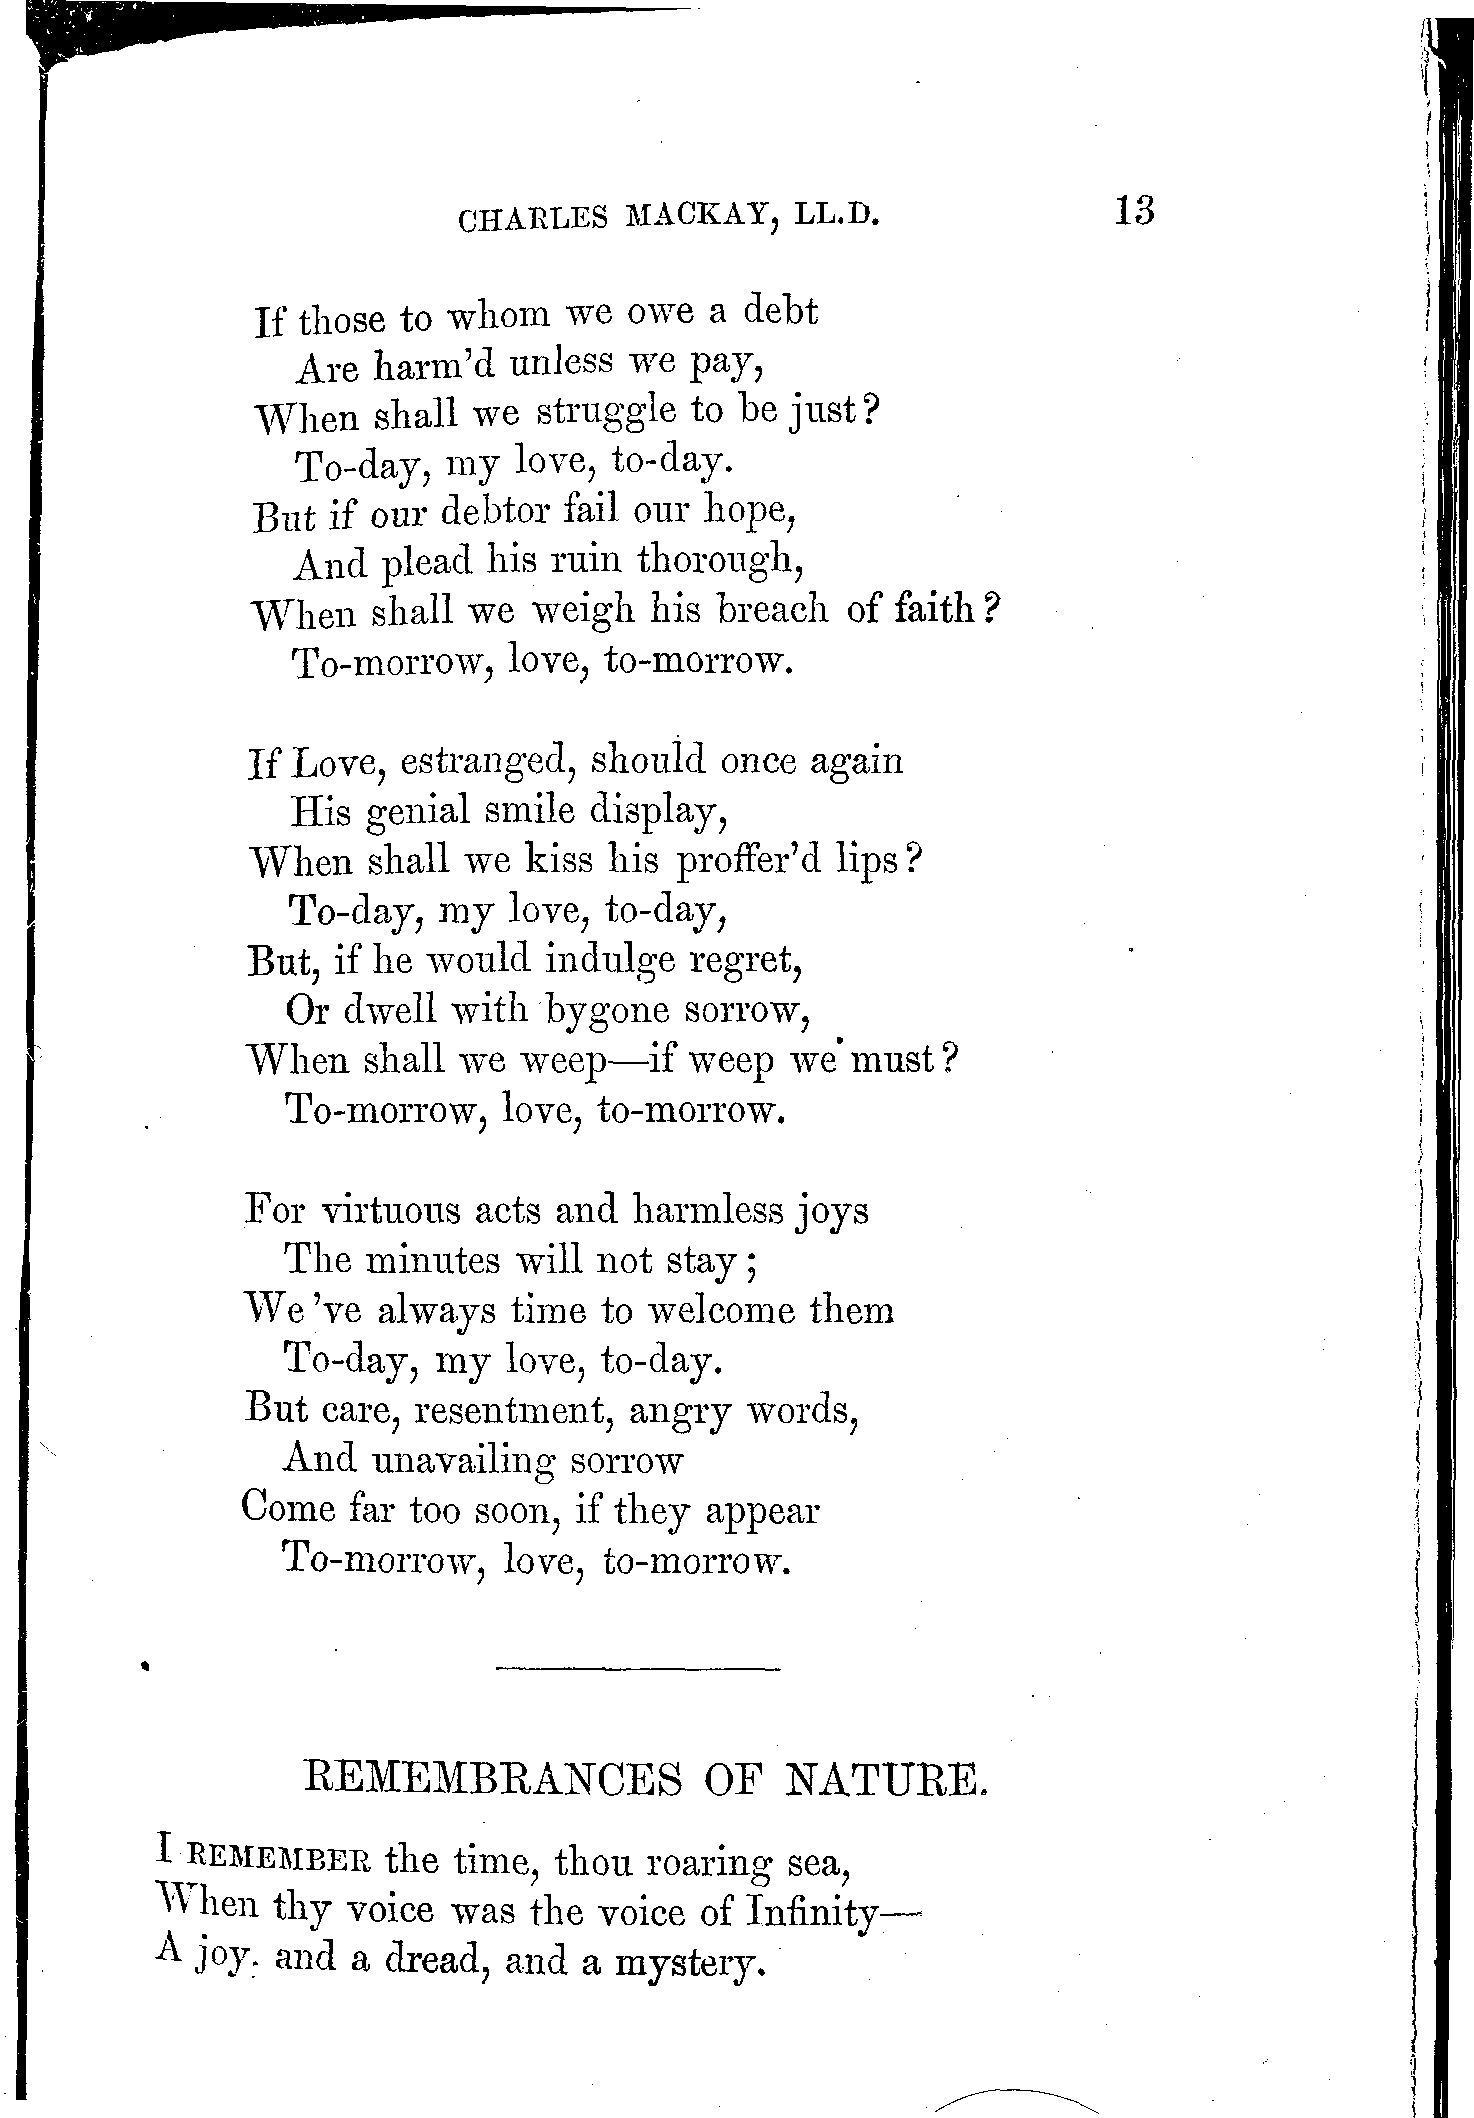 CHARLES MACKAY, LL.D. 13
If those to whom we owe a debt
Are harm'd unless we pay,
When shall we struggle to be just?
To-day, my love, to-day.
But if our debtor fail our hope,
And plead his ruin thorough,
When shall we weigh his breach of faith?
To-morrow, love, to-morrow.
If Love, estranged, should once again
His genial smile display,
When shall we kiss his proffer'd lips?
To-day, my love, to-day,
But, if he would indulge regret,
Or dwell with bygone sorrow,
When shall we weep—if weep we must?
To-morrow, love, to-morrow.
For virtuous acts and harmless joys
The minutes will not stay;
We 've always time to welcome them
To-day, my love, to-day.
But care, resentment, angry words,
And unavailing sorrow
Come far too soon, if they appear
To-morrow, love, to-morrow.
REMEMBRANCES OF NATURE.
I REMEMBER the time, thou roaring sea,
When thy voice was the voice of Infinity—
A joy, and a dread, and a mystery.